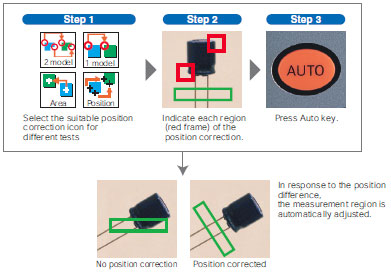 Step 1
Step 2
Step 3
2 model
1 model
Area
Position
AUTO
Select the suitable position
correction icon for
different tests
Indicate each region
(red frame) of the
position correction.
Press Auto key.
In response to the position
difference,
the measurement region is
automatically adjusted.
No position correction
Position corrected